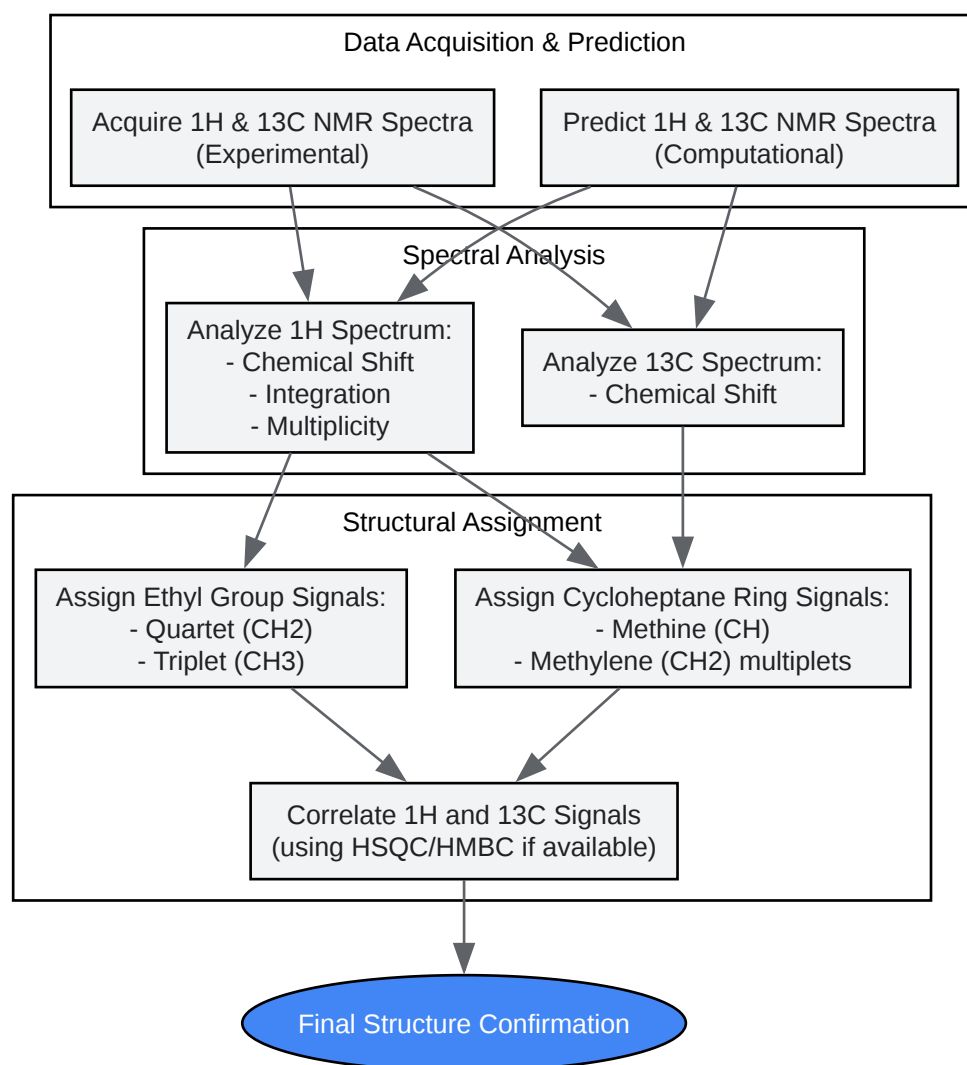 Data Acquisition & Prediction
Acquire 1H & 13C NMR Spectra
(Experimental)
Predict 1H & 13C NMR Spectra
(Computational)
Spectral Analysis
Analyze 1H Spectrum:
- Chemical Shift
- Integration
- Multiplicity
Analyze 13C Spectrum:
- Chemical Shift
Structural Assignment
Assign Ethyl Group Signals:
- Quartet (CH2)
- Triplet (CH3)
Assign Cycloheptane Ring Signals:
- Methine (CH)
- Methylene (CH2) multiplets
Correlate 1H and 13C Signals
(using HSQC/HMBC if available)
Final Structure Confirmation